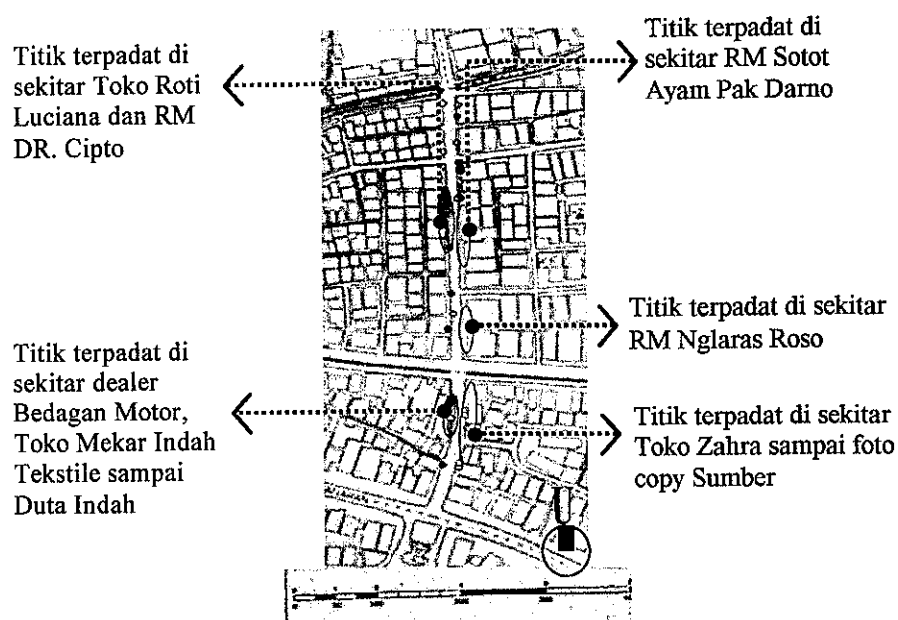 Titik terpadat di
sekitar Toko Roti
Luciana dan RM
DR. Cipto
Titik terpadat di
sekitar RM Sotot
Ayam Pak Darno
Titik terpadat di sekitar
RM Nglaras Roso
Titik terpadat di
sekitar dealer
Bedagan Motor,
Toko Mekar Indah
Tekstile sampai
Duta Indah
Titik terpadat di sekitar
Toko Zahra sampai foto
copy Sumber
U